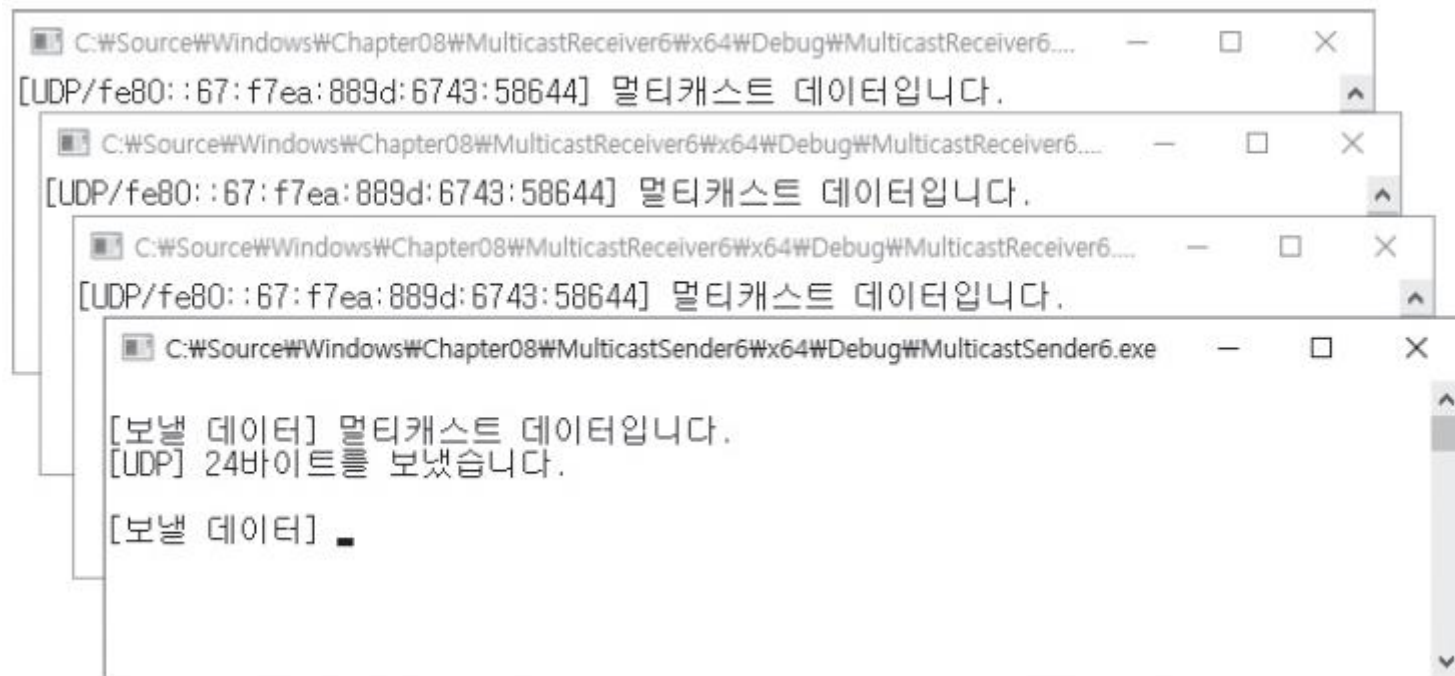 C:₩Source₩Windows₩Chapter08₩MulticastReceiver6₩x64₩Debug₩MulticastReceiver6....
[UDP/fe80::67:f7ea:889d:6743:58644] 멀티캐스트 데이터입니다.
C:₩Source₩Windows₩Chapter08₩MulticastReceiver6₩x64₩Debug₩MulticastReceiver6....
[UDP/fe80::67:f7ea:889d:6743:58644] 멀티캐스트 데이터입니다.
C:₩Source₩Windows₩Chapter08₩MulticastReceiver6₩x64₩Debug₩MulticastReceiver6....
[UDP/fe80::67:f7ea:889d:6743:58644] 멀티캐스트 데이터입니다.
C:₩Source₩Windows₩Chapter08₩MulticastSender6₩x64₩Debug₩MulticastSender6.exe
[보낼 데이터] 멀티캐스트 데이터입니다.
[UDP] 24바이트를 보냈습니다.
[보낼 데이터]